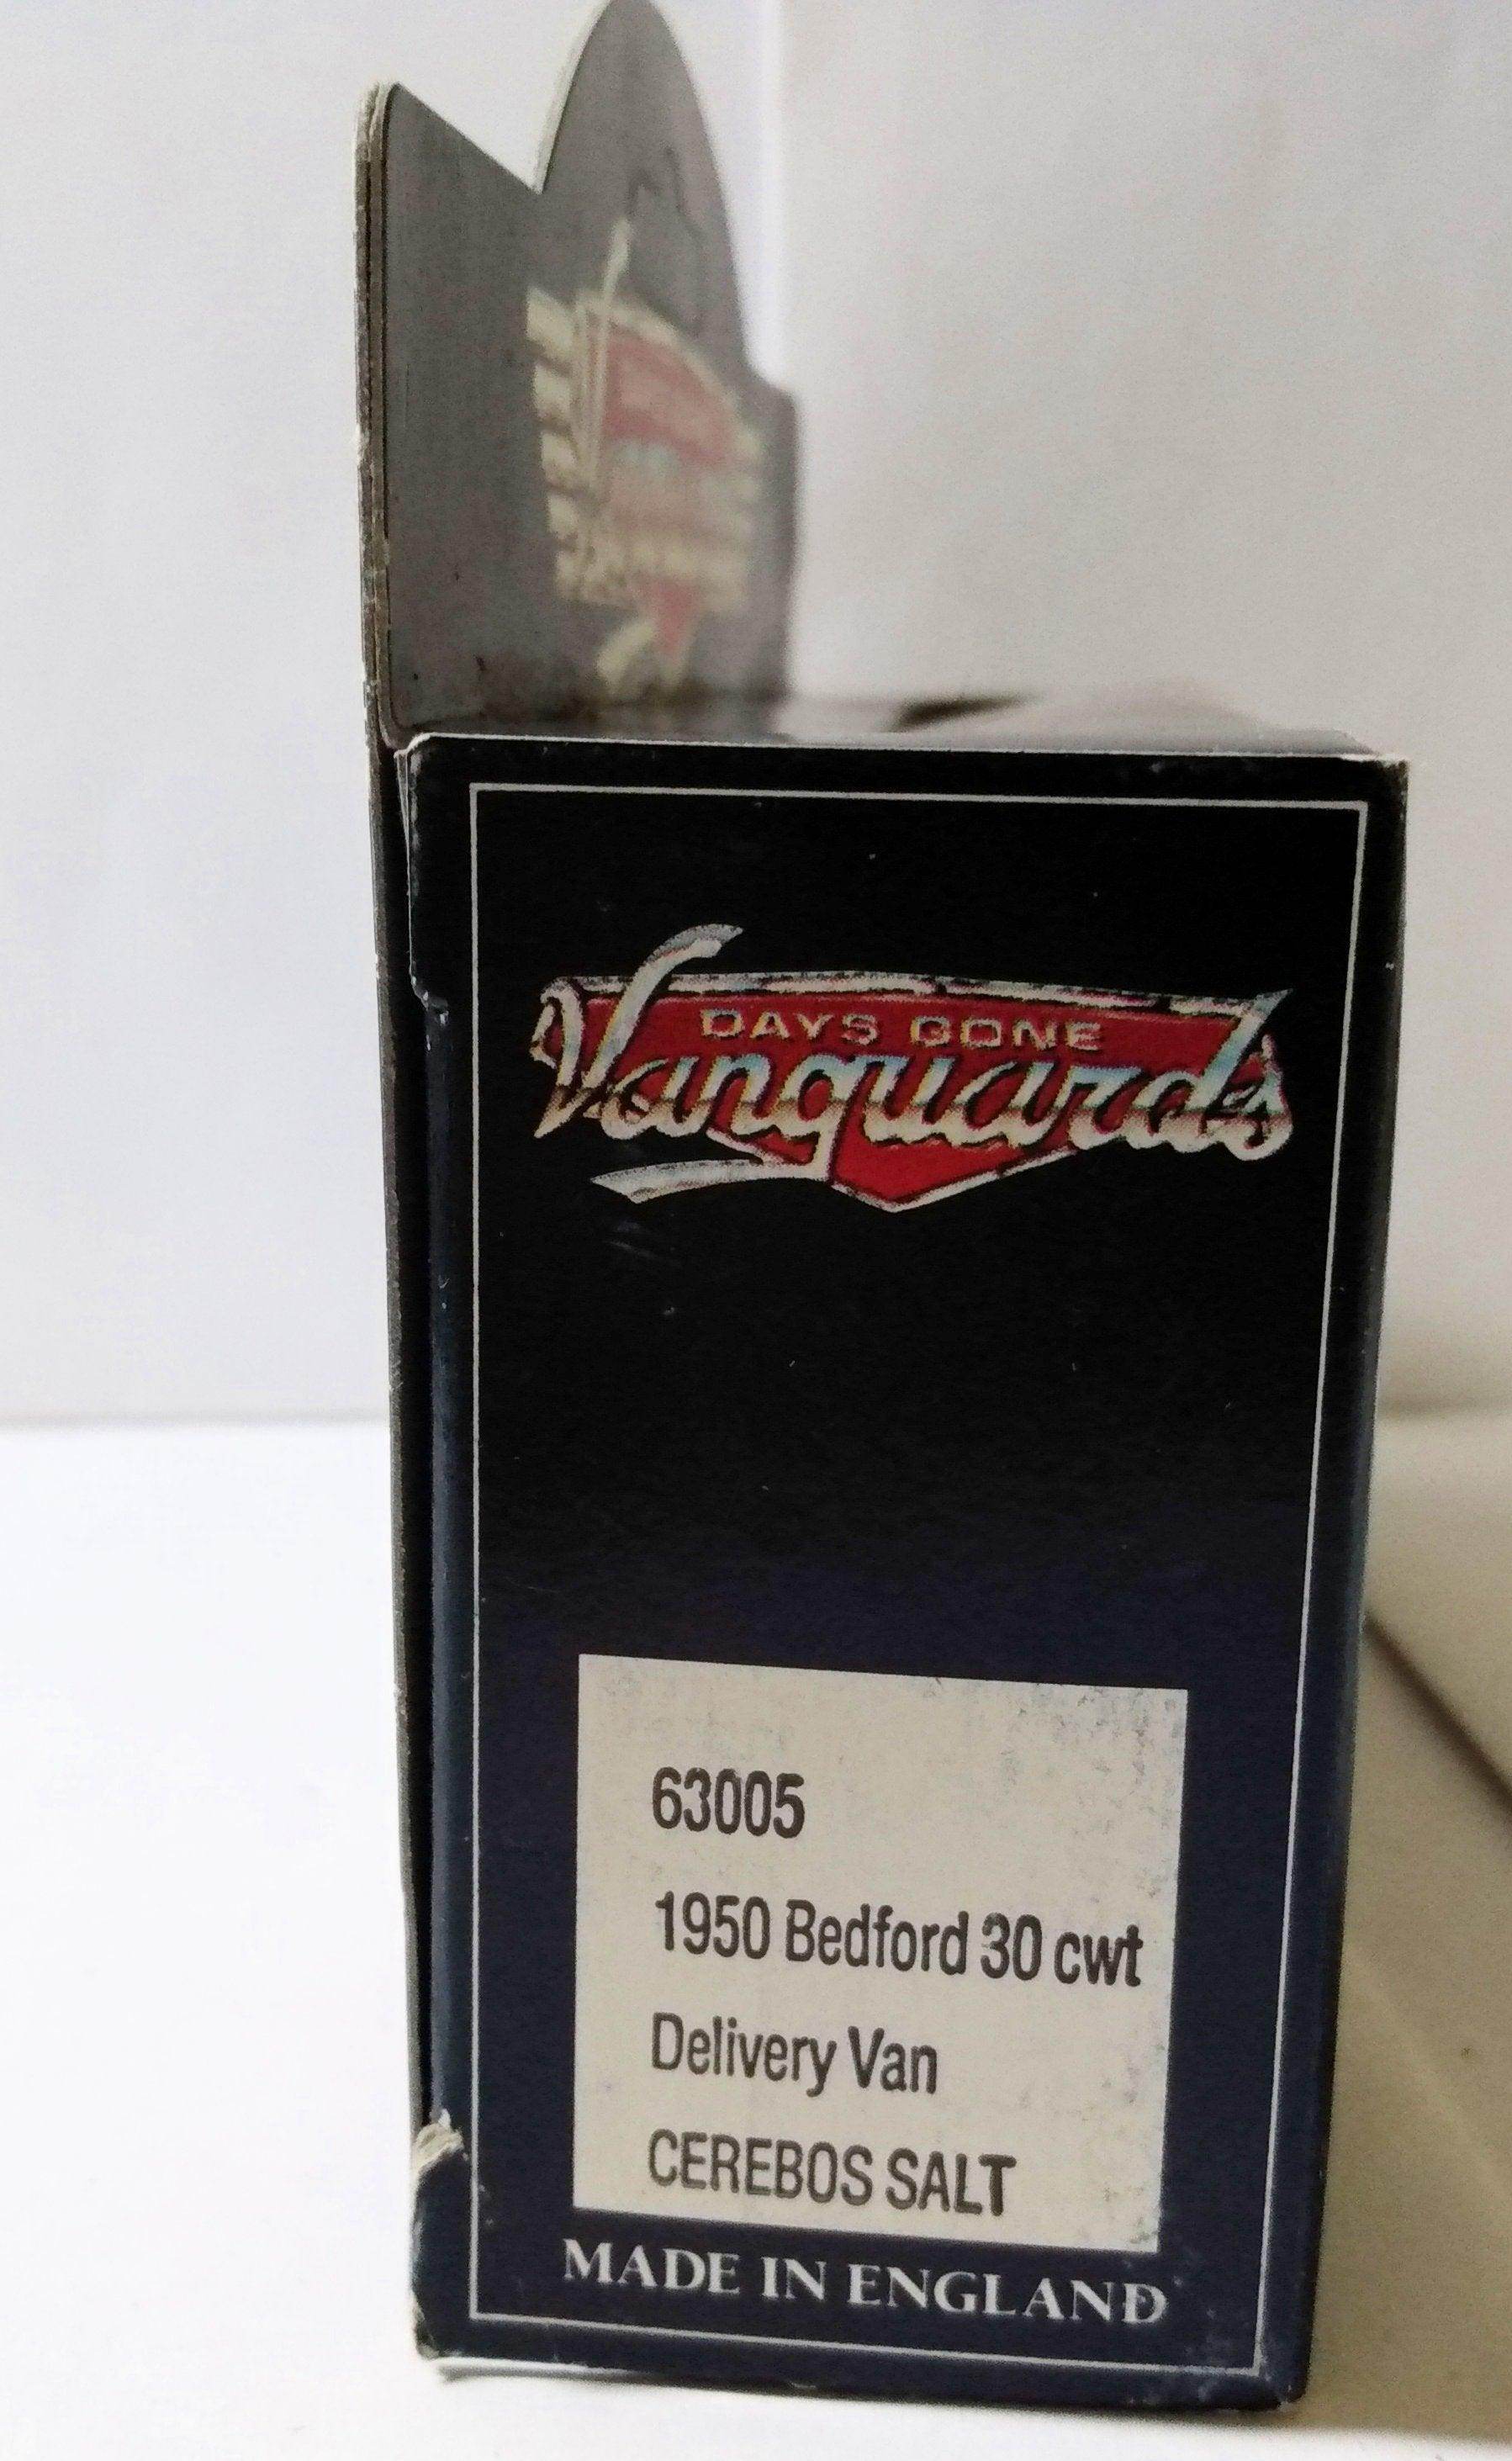 DAYS GONE
Vanguards
63005
1950 Bedford 30 cwt
Delivery Van
CEREBOS SALT
MADE IN ENGLAND